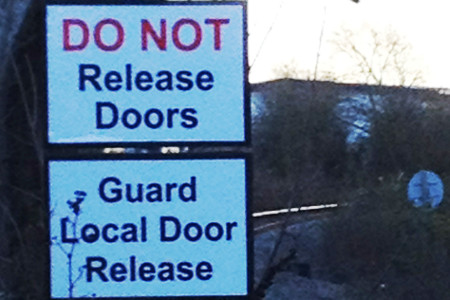 DO NOT
Release
Doors
Guard
Local Door
Release